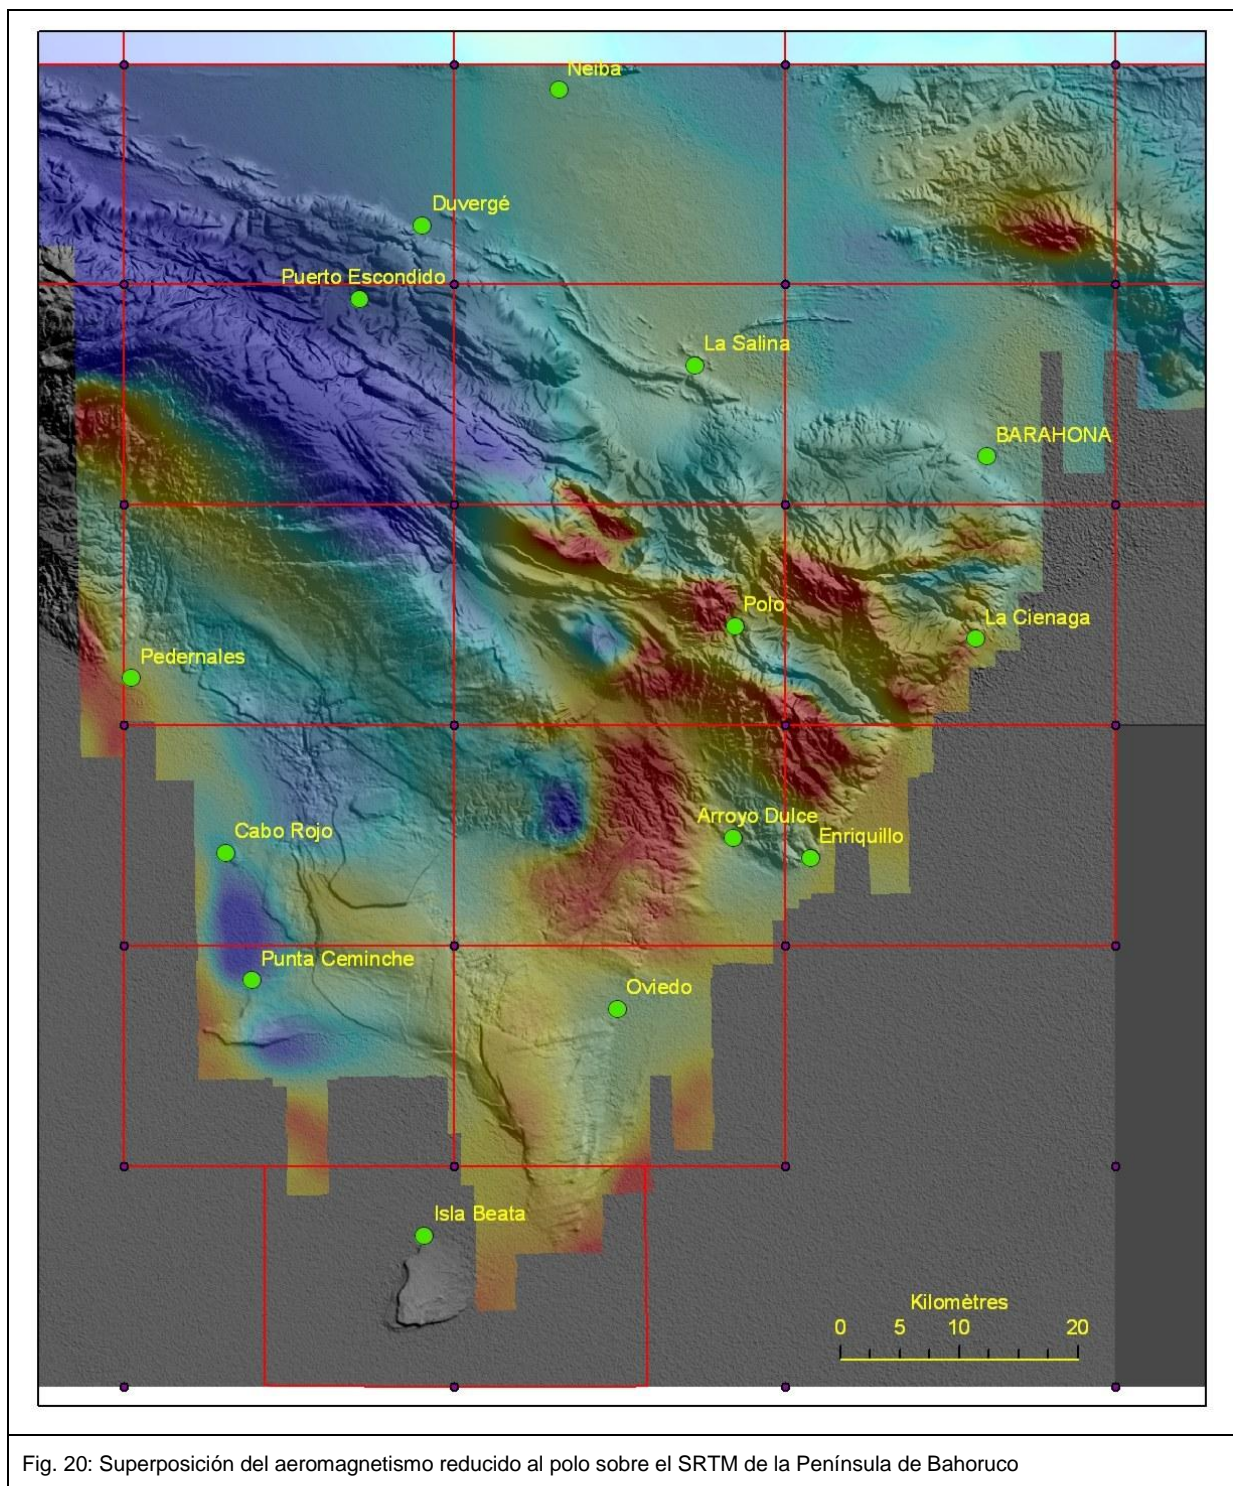 Neiba
Duvergé
Puerto Escondido
La Salina
BARAHONA
Polo
La Cienaga
Pedernales
Arroyo Dulce
Cabo Rojo
Enriquillo
Punta Ceminche
Oviedo
Isla Beata
Kilomètres
0 5 10 20
Fig. 20: Superposición del aeromagnetismo reducido al polo sobre el SRTM de la Península de Bahoruco